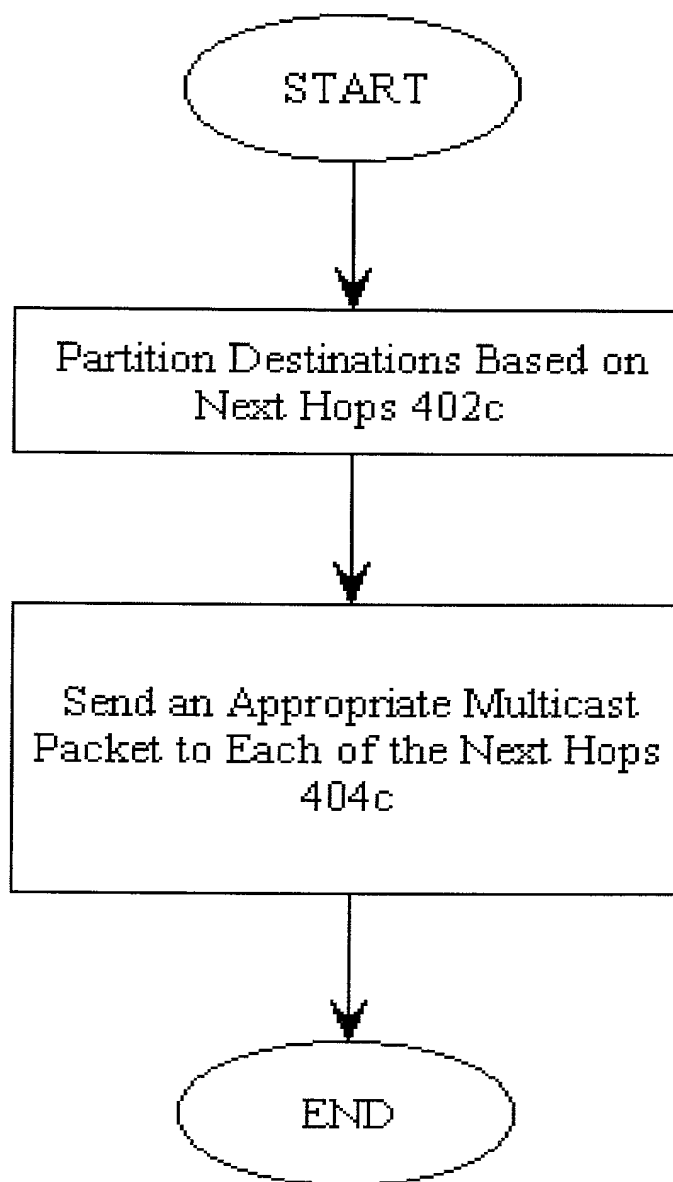 START
Partition Destinations Based on
Next Hops 402c
Send an Appropriate Multicast
Packet to Each of the Next Hops
404c
END